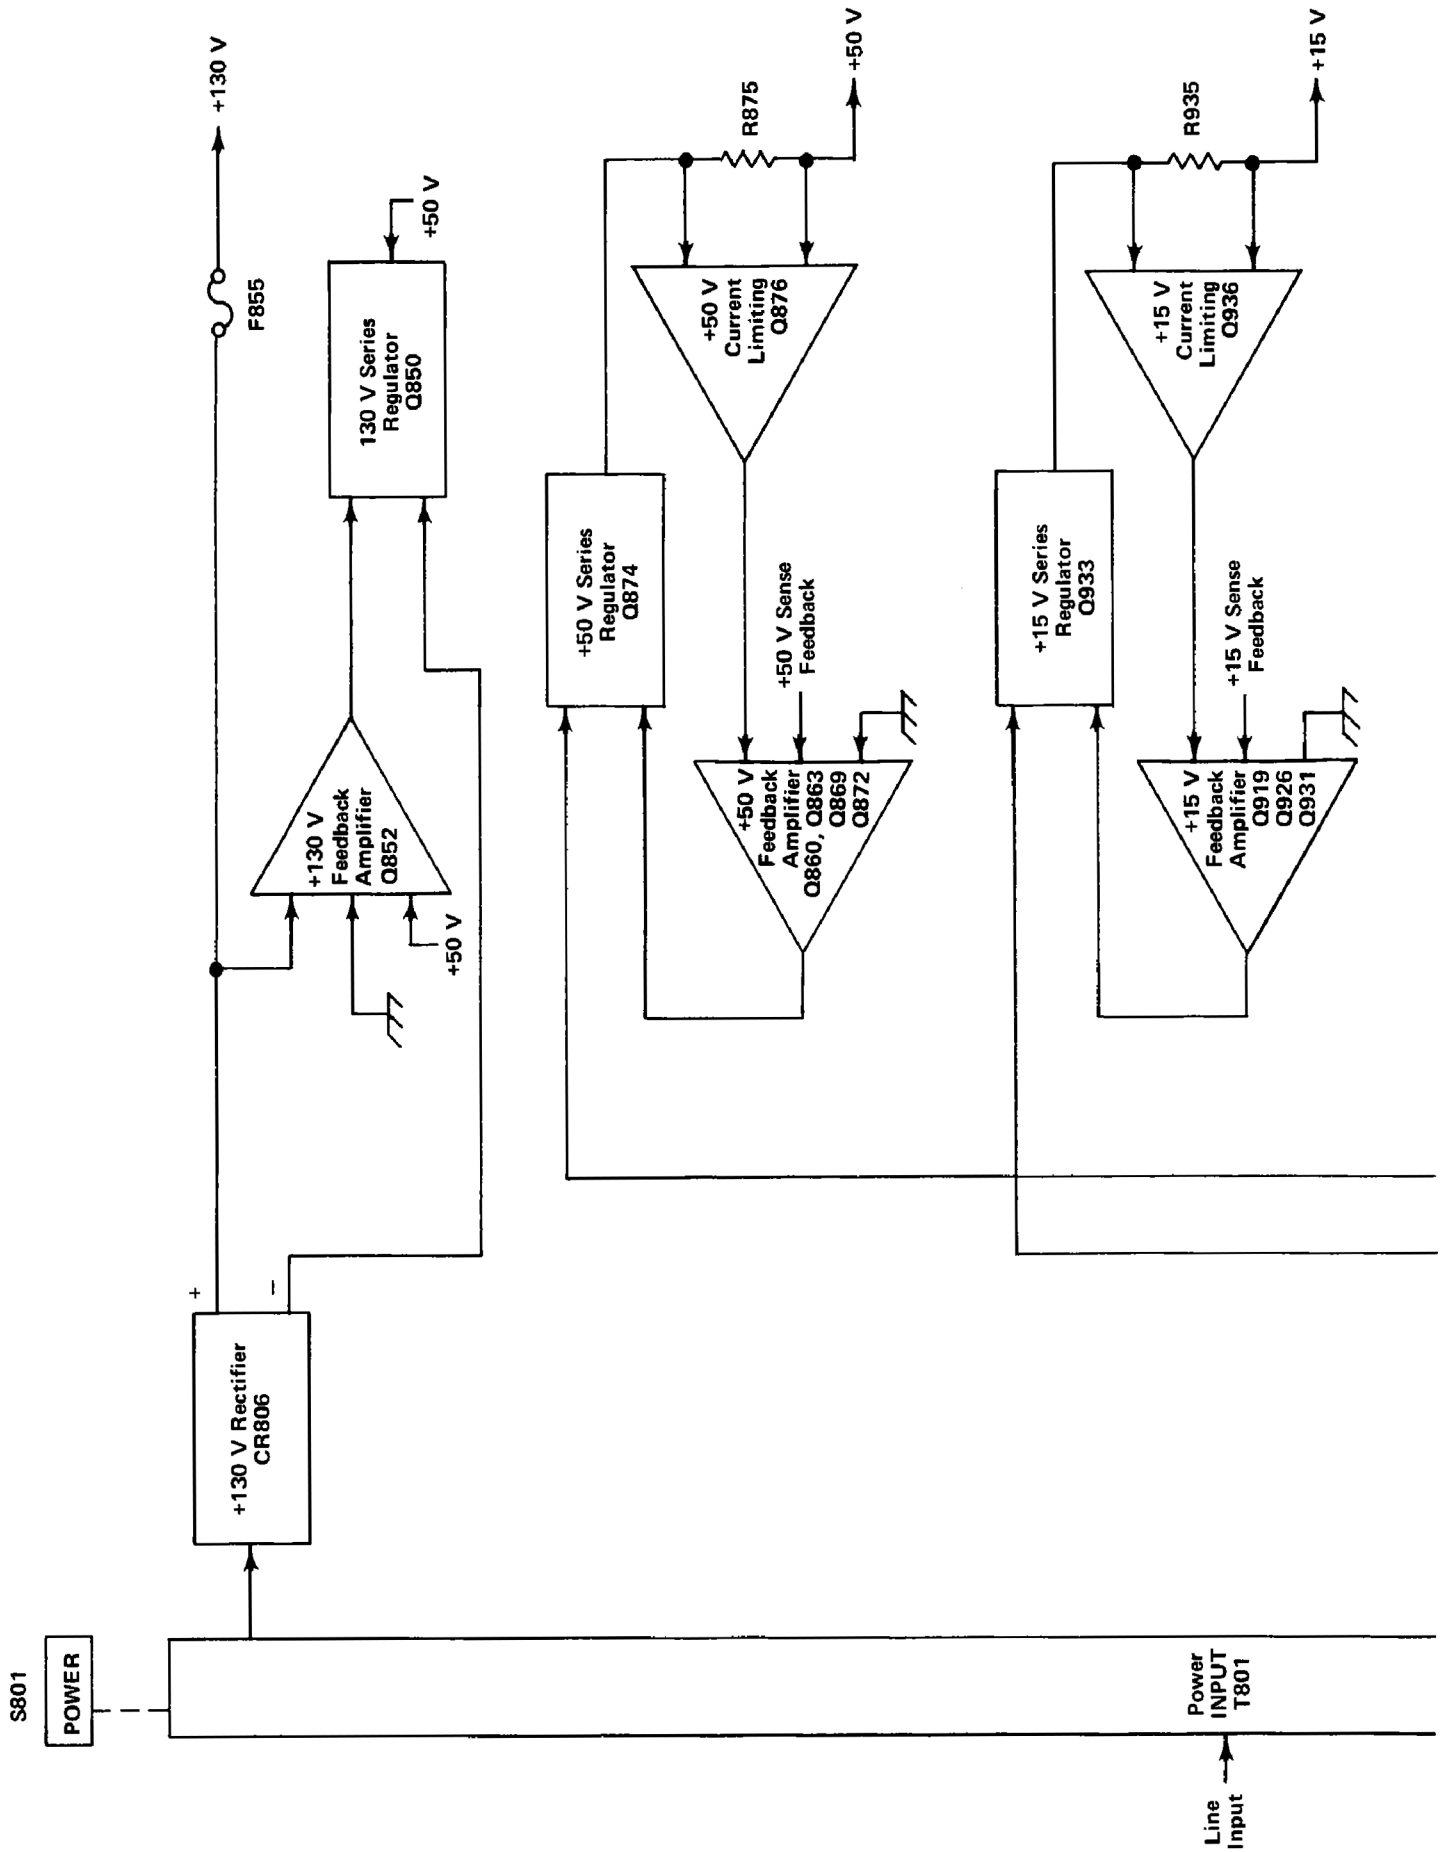 S801
POWER
Line
Input
Power
INPUT
T801
+130 V Rectifier
CR806
+
−
+130 V
Feedback
Amplifier
Q852
+50 V
130 V Series
Regulator
Q850
+50 V
F855
+130 V
+50 V Series
Regulator
Q874
+50 V
Feedback
Amplifier
Q860, Q863
Q869
Q872
+50 V Sense
Feedback
+50 V
Current
Limiting
Q876
R875
+50 V
+15 V Series
Regulator
Q933
+15 V
Feedback
Amplifier
Q919
Q926
Q931
+15 V Sense
Feedback
+15 V
Current
Limiting
Q936
R935
+15 V